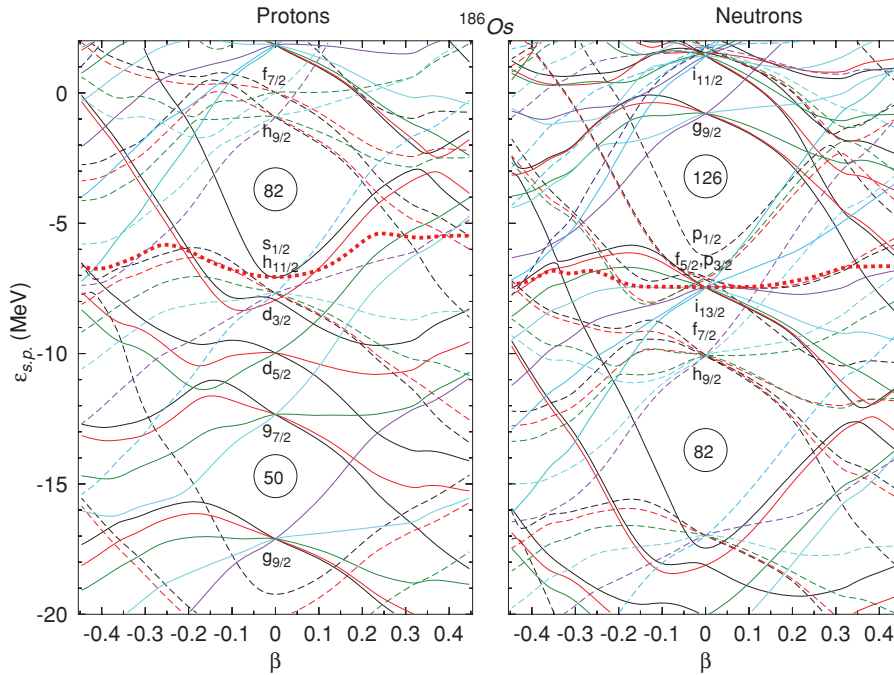 Protons
186Os
Neutrons
εs.p. (MeV)
0
-5
-10
-15
-20
f7/2
h9/2
82
s1/2
h11/2
d3/2
d5/2
g7/2
50
g9/2
-0.4 -0.3 -0.2 -0.1 0 0.1 0.2 0.3 0.4
β
i11/2
g9/2
126
p1/2
f5/2, p3/2
i13/2
f7/2
h9/2
82
-0.4 -0.3 -0.2 -0.1 0 0.1 0.2 0.3 0.4
β